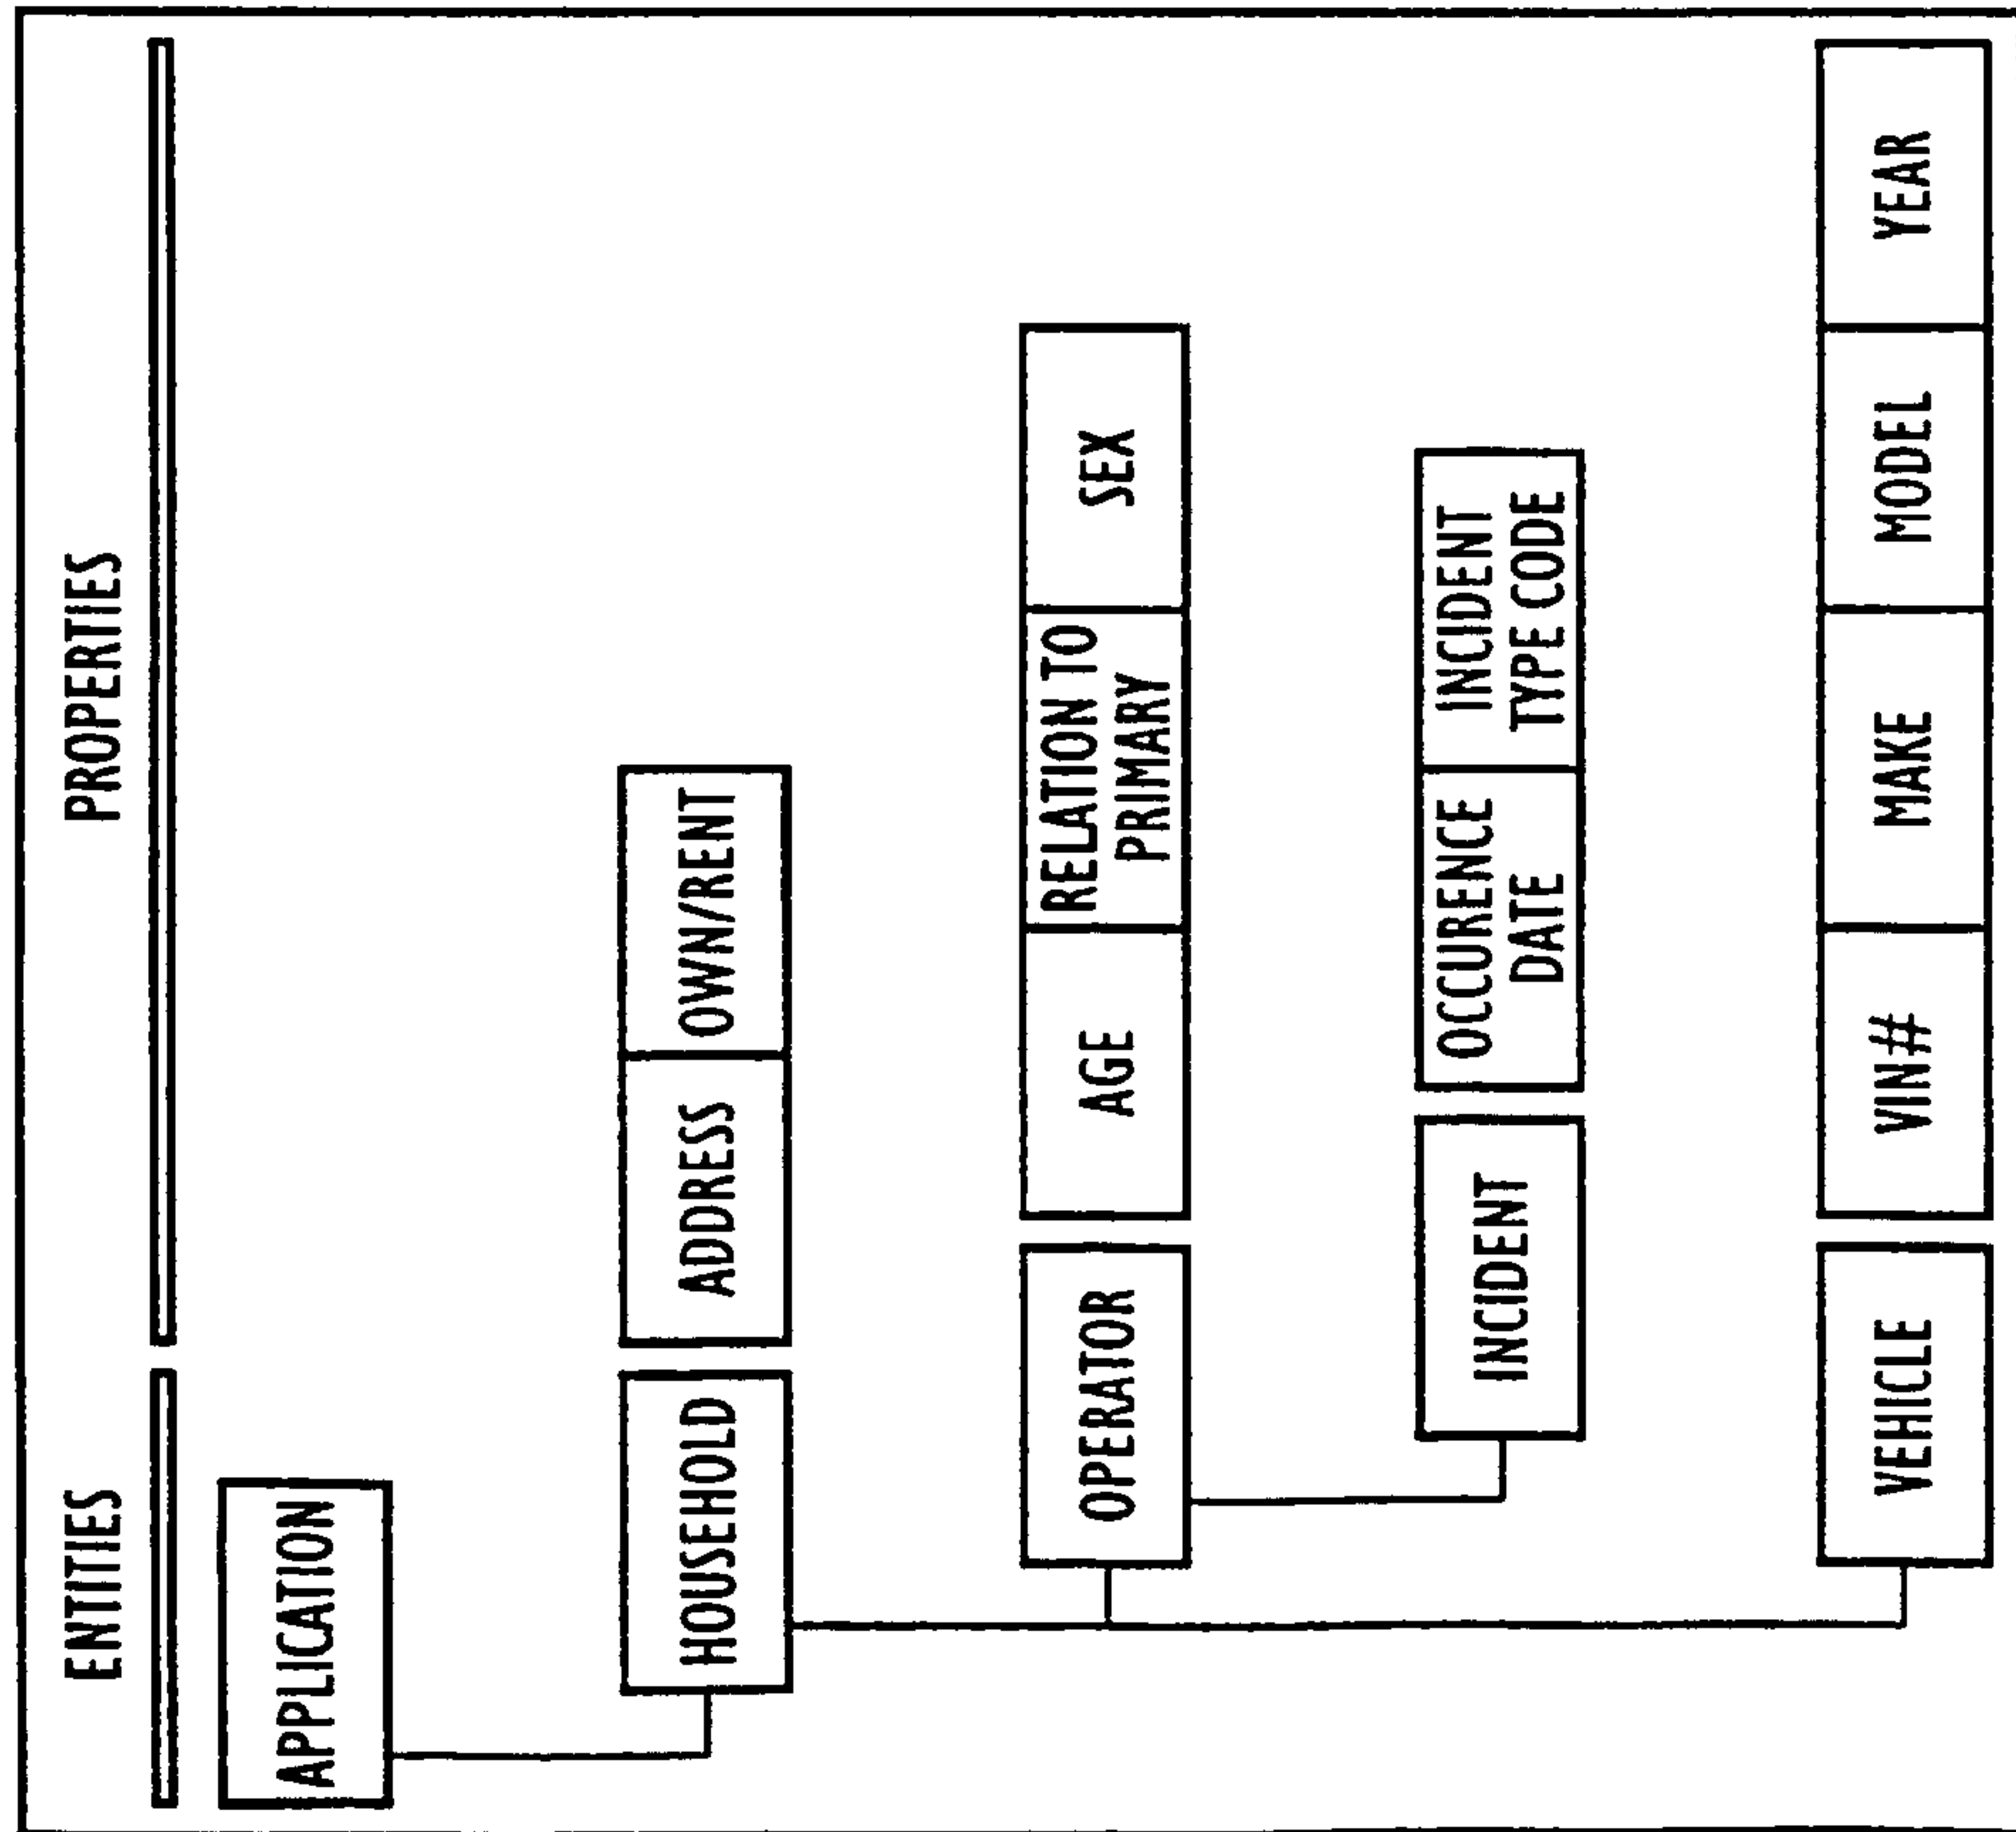 ENTITIES
PROPERTIES
APPLICATION
HOUSEHOLD
ADDRESS
OWN/RENT
OPERATOR
AGE
RELATION TO
PRIMARY
SEX
INCIDENT
OCCURENCE
DATE
INCIDENT
TYPE CODE
VEHICLE
VIN#
MAKE
MODEL
YEAR